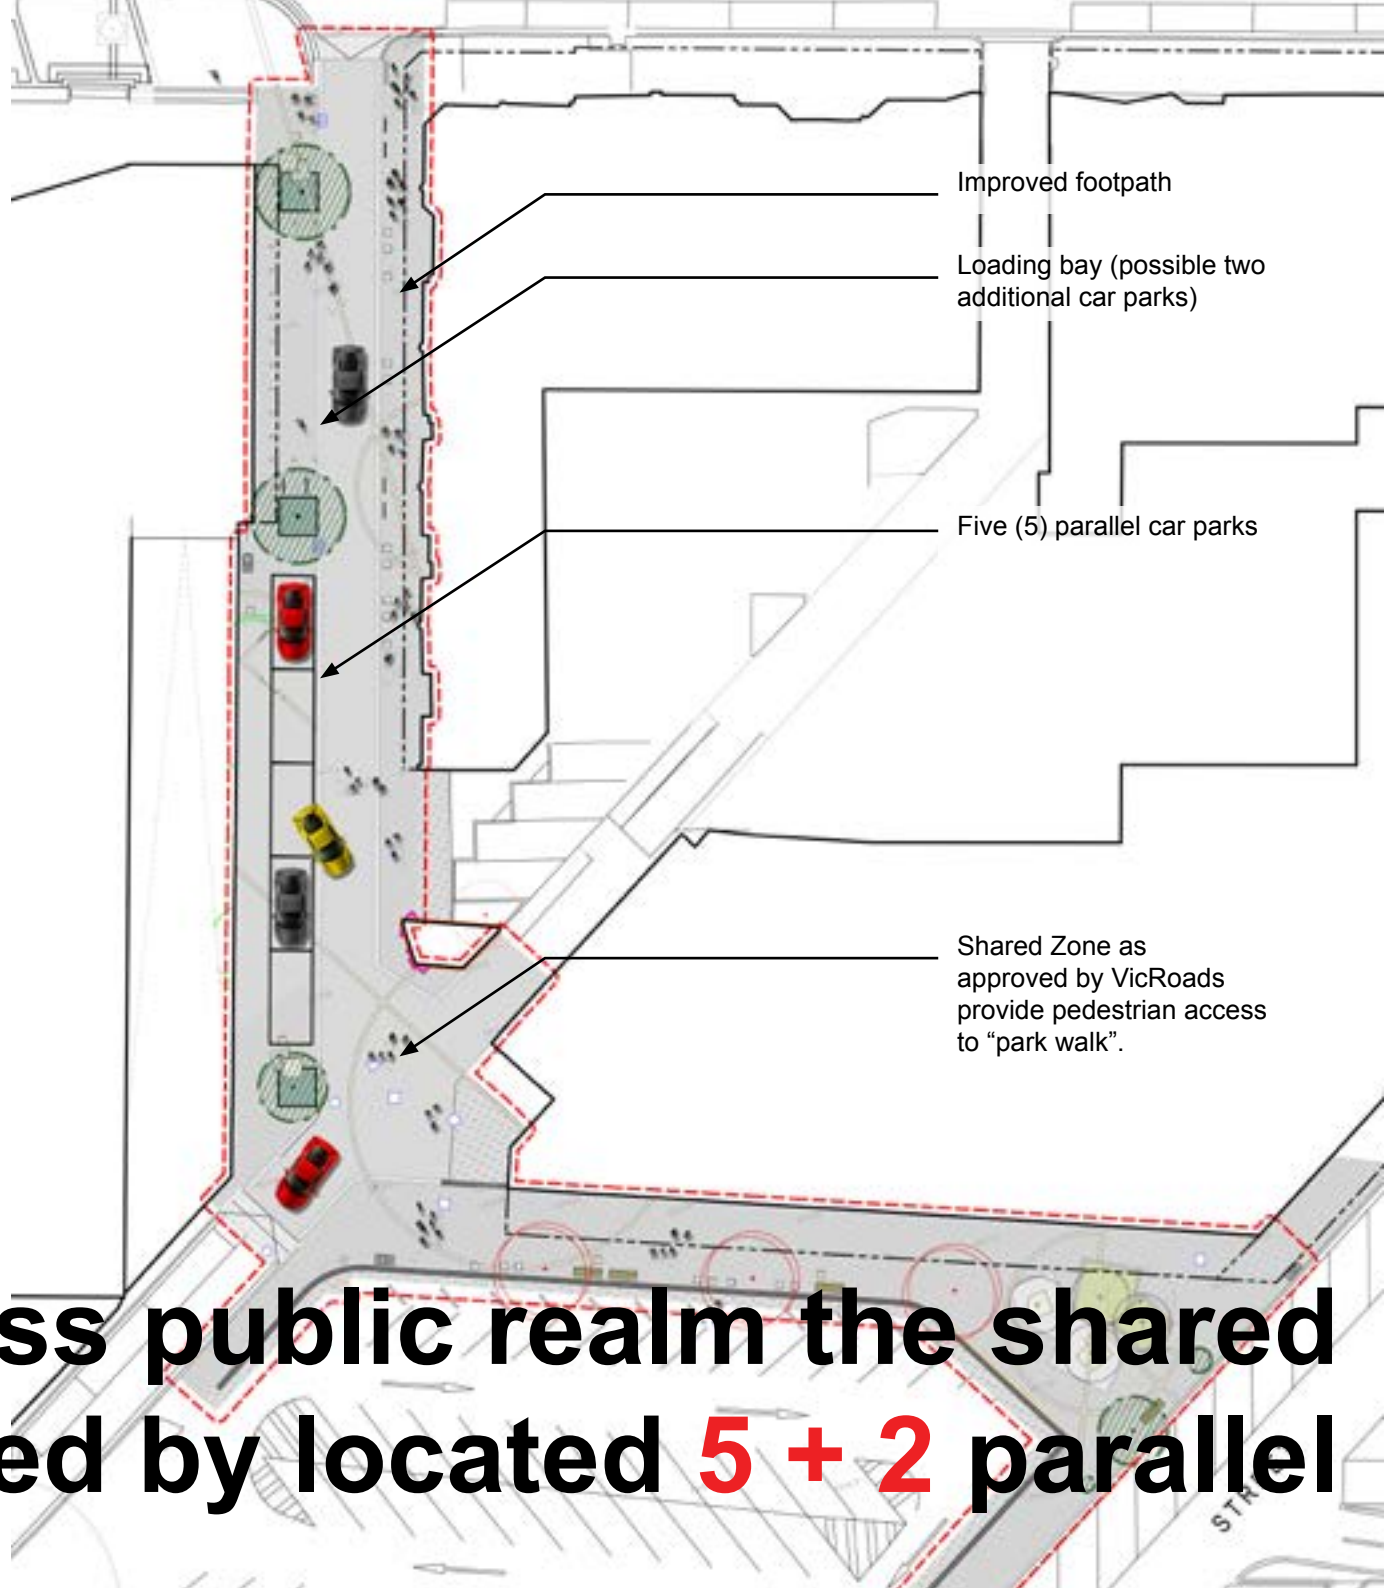 Improved footpath
Loading bay (possible two
additional car parks)
Five (5) parallel car parks
Shared Zone as
approved by VicRoads
provide pedestrian access
to “park walk”.
ss public realm the shared
ed by located 5 + 2 parallel